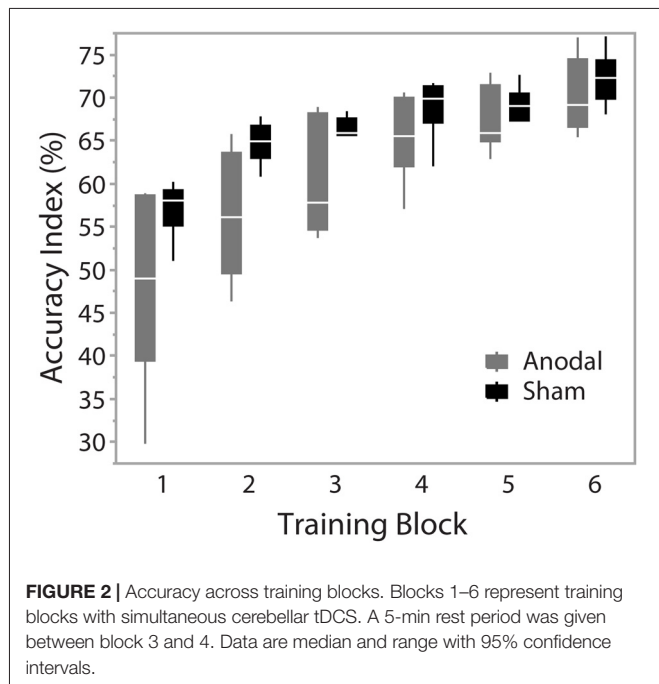 75
70
65
60
55
50
45
40
35
30
Accuracy Index (%)
Anodal
Sham
1 2 3 4 5 6
Training Block
FIGURE 2 | Accuracy across training blocks. Blocks 1–6 represent training
blocks with simultaneous cerebellar tDCS. A 5-min rest period was given
between block 3 and 4. Data are median and range with 95% confidence
intervals.